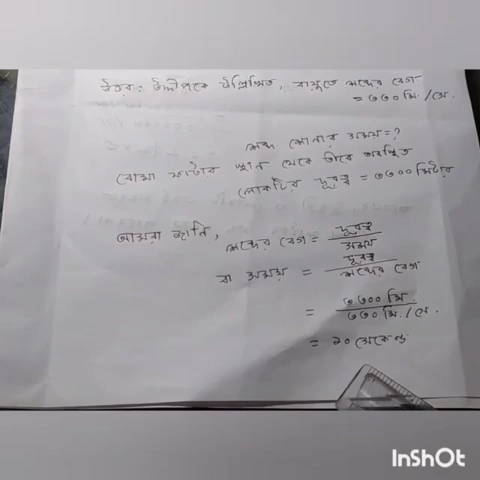 উত্তর: উদ্দীপকে উল্লিখিত, বায়ুতে শব্দের বেগ
= ৩৩০ মি./সে.
শব্দ শোনার সময় = ?
বোমা ফাটার স্থান থেকে তীরে অবস্থিত
লোকটির দূরত্ব = ৩৩০০ মিটার
আমরা জানি,
শব্দের বেগ = দূরত্ব / সময়
বা সময় = দূরত্ব / শব্দের বেগ
= ৩৩০০ মি. / ৩৩০ মি./সে.
= ১০ সেকেন্ড
InShOt